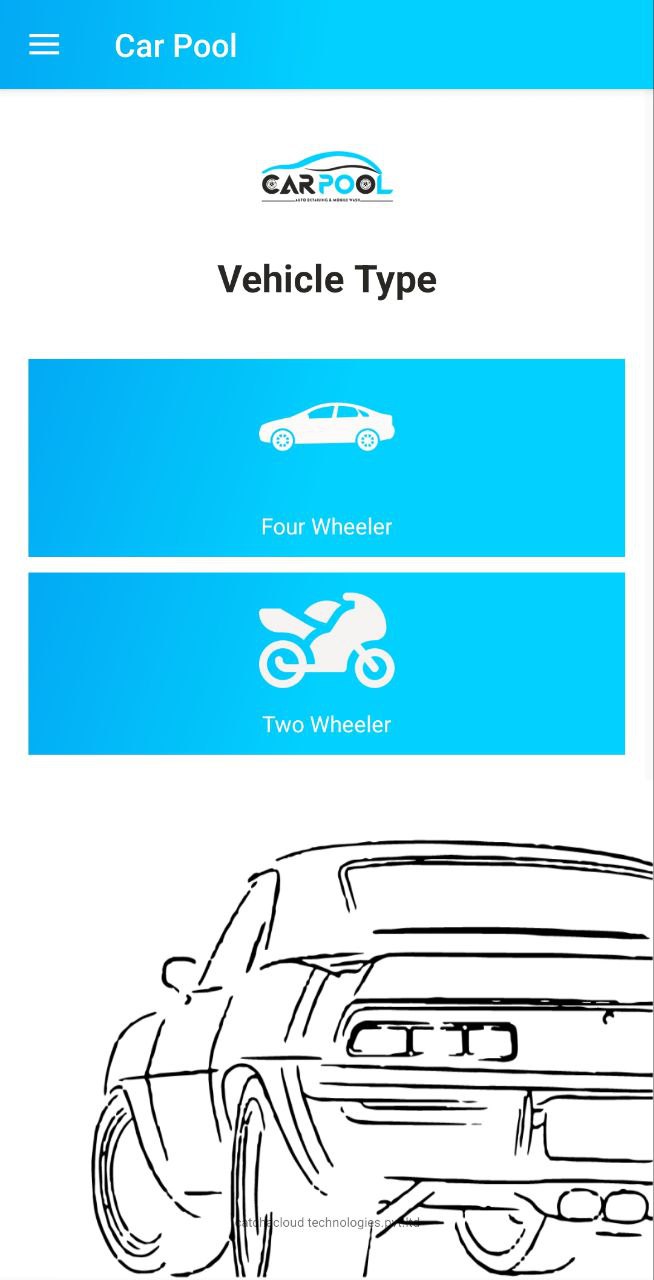 Car Pool
CARPOOL
AUTO DETAILING & MOBILE WASH
Vehicle Type
Four Wheeler
Two Wheeler
catchacloud technologies.pvt.ltd